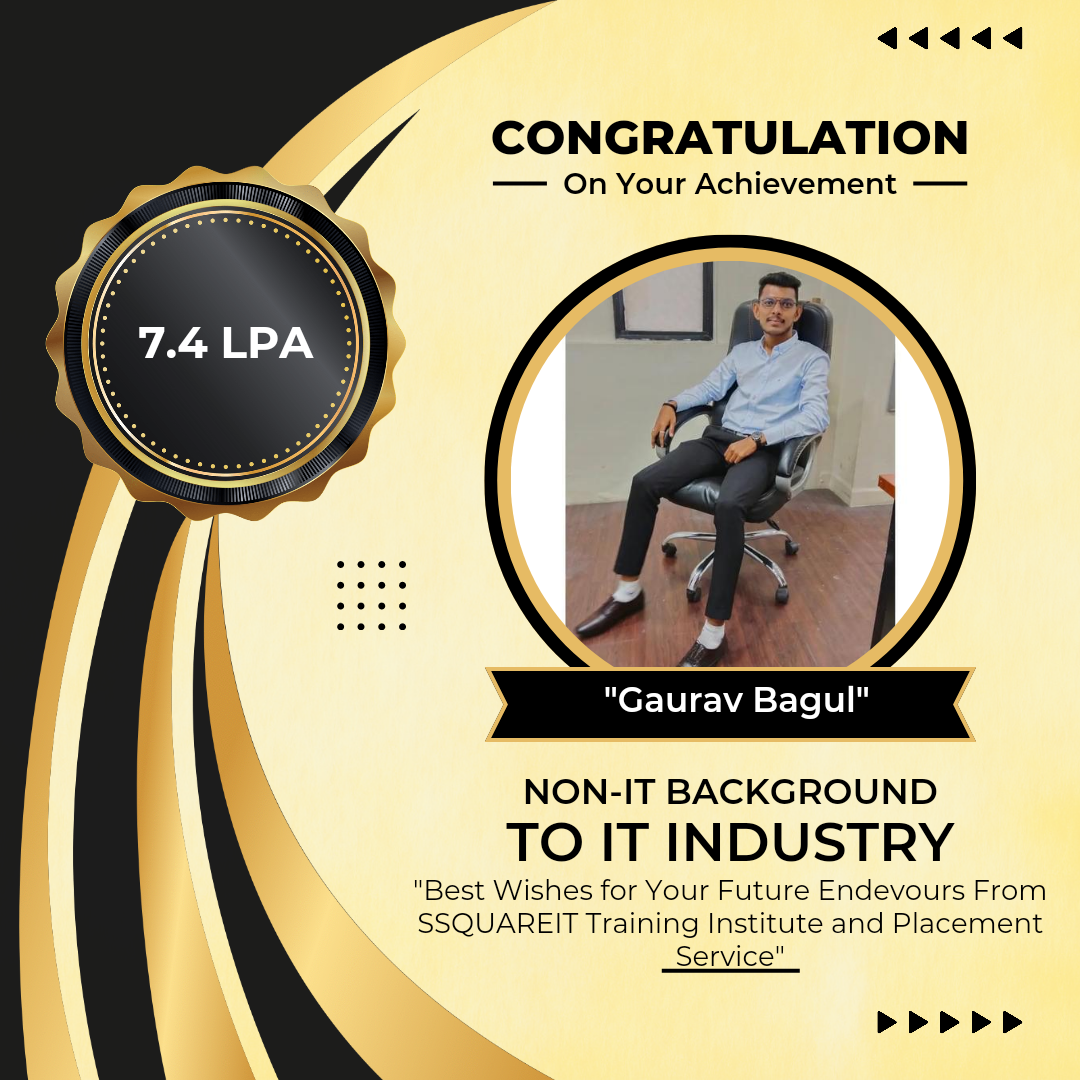 CONGRATULATION
On Your Achievement
7.4 LPA
"Gaurav Bagul"
NON-IT BACKGROUND
TO IT INDUSTRY
"Best Wishes for Your Future Endevours From
SSQUAREIT Training Institute and Placement
Service"